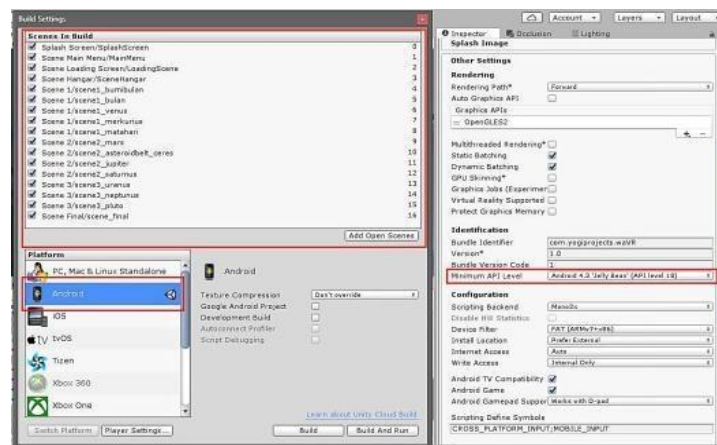 Build Settings
Scenes In Build
Splash Screen/SplashScreen 0
Scene Main Menu/MainMenu 1
Scene Loading Screen/LoadingScene 2
Scene Hangar/SceneHangar 3
Scene 1/scene1_bumibulan 4
Scene 1/scene1_bulan 5
Scene 1/scene1_venus 6
Scene 1/scene1_merkurius 7
Scene 1/scene1_matahari 8
Scene 2/scene2_mars 9
Scene 2/scene2_asteroidbelt_ceres 10
Scene 2/scene2_jupiter 11
Scene 2/scene2_saturnus 12
Scene 3/scene3_uranus 13
Scene 3/scene3_neptunus 14
Scene 3/scene3_pluto 15
Scene Final/scene_final 16
Add Open Scenes
Platform
PC, Mac & Linux Standalone
Android
iOS
tv tvOS
Tizen
Xbox 360
Xbox One
Android
Texture Compression Don't override
Google Android Project
Development Build
Autoconnect Profiler
Script Debugging
Learn about Unity Cloud Build
Switch Platform Player Settings... Build Build And Run
Account Layers Layout
Inspector Occlusion Lighting
Splash Image
Other Settings
Rendering
Rendering Path* Forward
Auto Graphics API
Graphics APIs
= OpenGLES2
Multithreaded Rendering*
Static Batching
Dynamic Batching
GPU Skinning*
Graphics Jobs (Experimen
Virtual Reality Supported
Protect Graphics Memory
Identification
Bundle Identifier com.yogiprojects.waVR
Version* 1.0
Bundle Version Code 1
Minimum API Level Android 4.3 'Jelly Bean' (API level 18)
Configuration
Scripting Backend Mono2x
Disable HW Statistics
Device Filter FAT (ARMv7+x86)
Install Location Prefer External
Internet Access Auto
Write Access Internal Only
Android TV Compatibility
Android Game
Android Gamepad Suppor Works with D-pad
Scripting Define Symbols
CROSS_PLATFORM_INPUT;MOBILE_INPUT